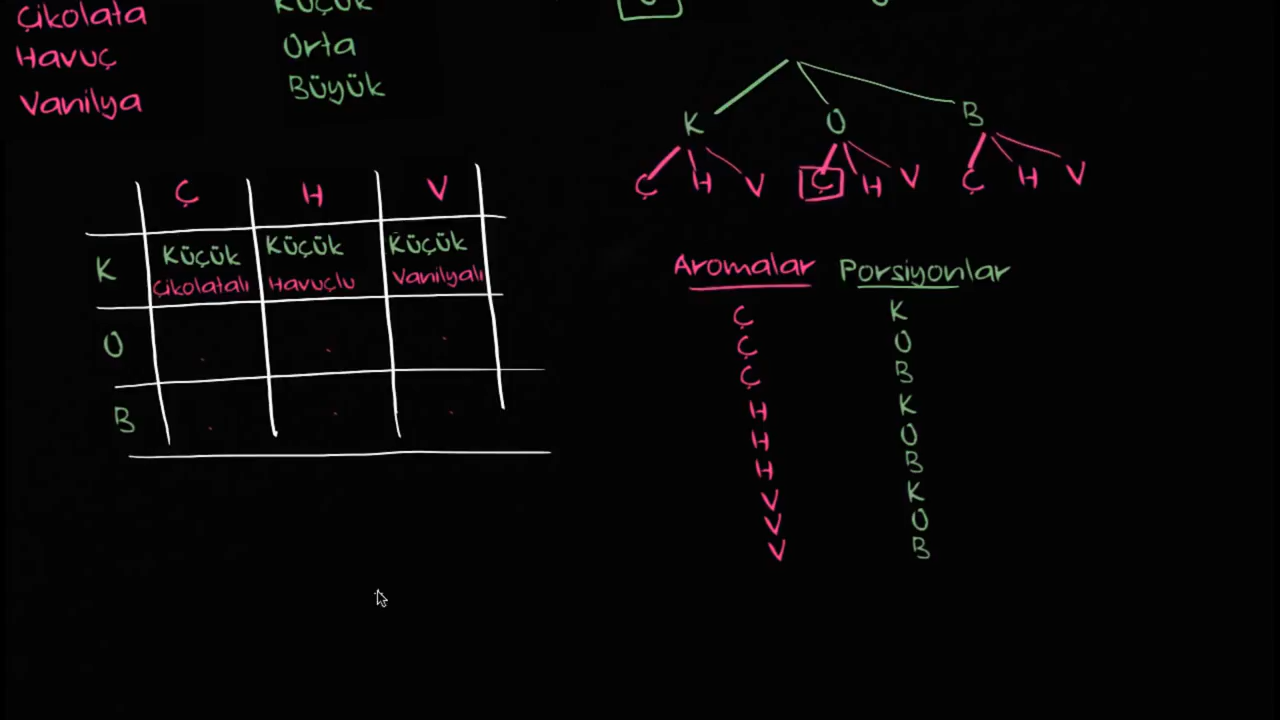 Çikolata Küçük
Havuç Orta
Vanilya Büyük
K O B
Ç H V Ç H V Ç H V
Ç H V
K Küçük Çikolatalı Küçük Havuçlu Küçük Vanilyalı
O
B
Aromalar Porsiyonlar
Ç K
Ç O
Ç B
H K
H O
H B
V K
V O
V B